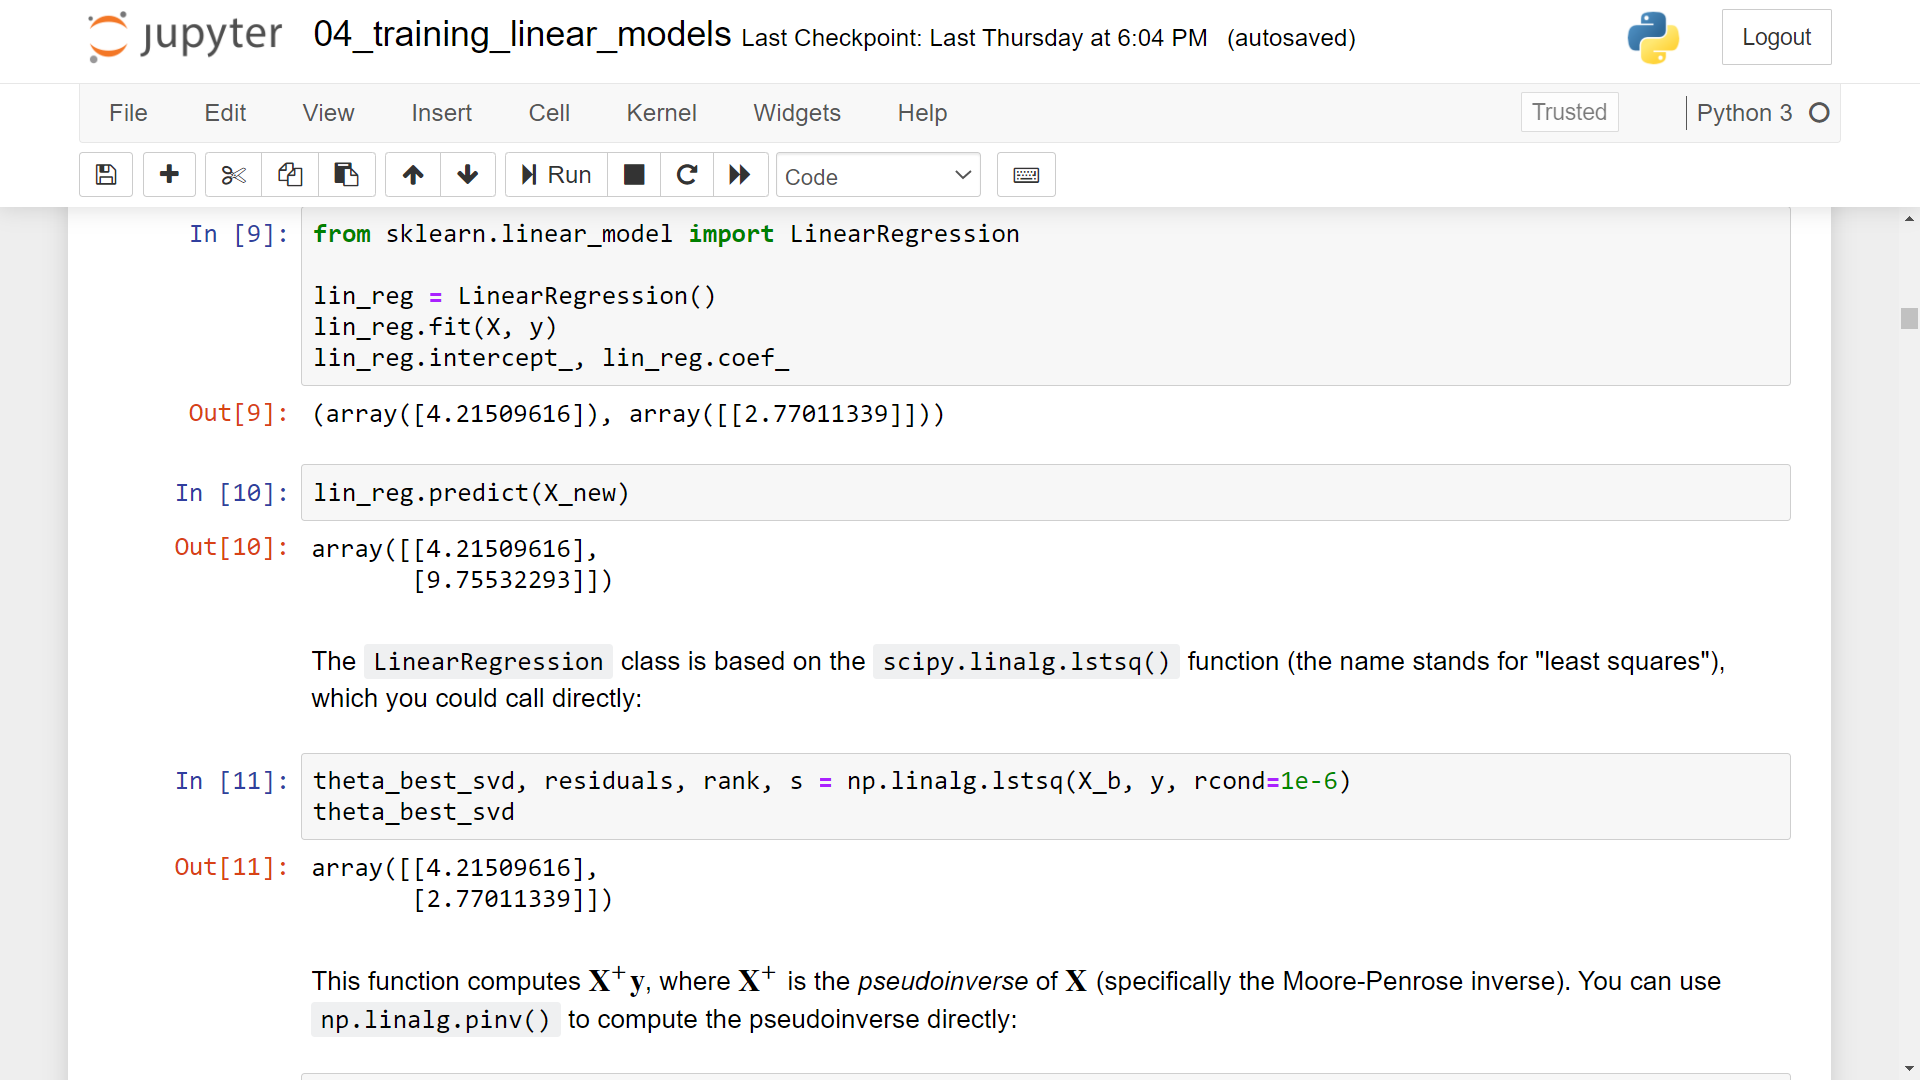 jupyter 04_training_linear_models Last Checkpoint: Last Thursday at 6:04 PM (autosaved) Logout
File Edit View Insert Cell Kernel Widgets Help Trusted Python 3
Run Code
In [9]: from sklearn.linear_model import LinearRegression
lin_reg = LinearRegression()
lin_reg.fit(X, y)
lin_reg.intercept_, lin_reg.coef_
Out[9]: (array([4.21509616]), array([[2.77011339]]))
In [10]: lin_reg.predict(X_new)
Out[10]: array([[4.21509616],
[9.75532293]])
The LinearRegression class is based on the scipy.linalg.lstsq() function (the name stands for "least squares"),
which you could call directly:
In [11]: theta_best_svd, residuals, rank, s = np.linalg.lstsq(X_b, y, rcond=1e-6)
theta_best_svd
Out[11]: array([[4.21509616],
[2.77011339]])
This function computes X⁺y, where X⁺ is the pseudoinverse of X (specifically the Moore-Penrose inverse). You can use
np.linalg.pinv() to compute the pseudoinverse directly: